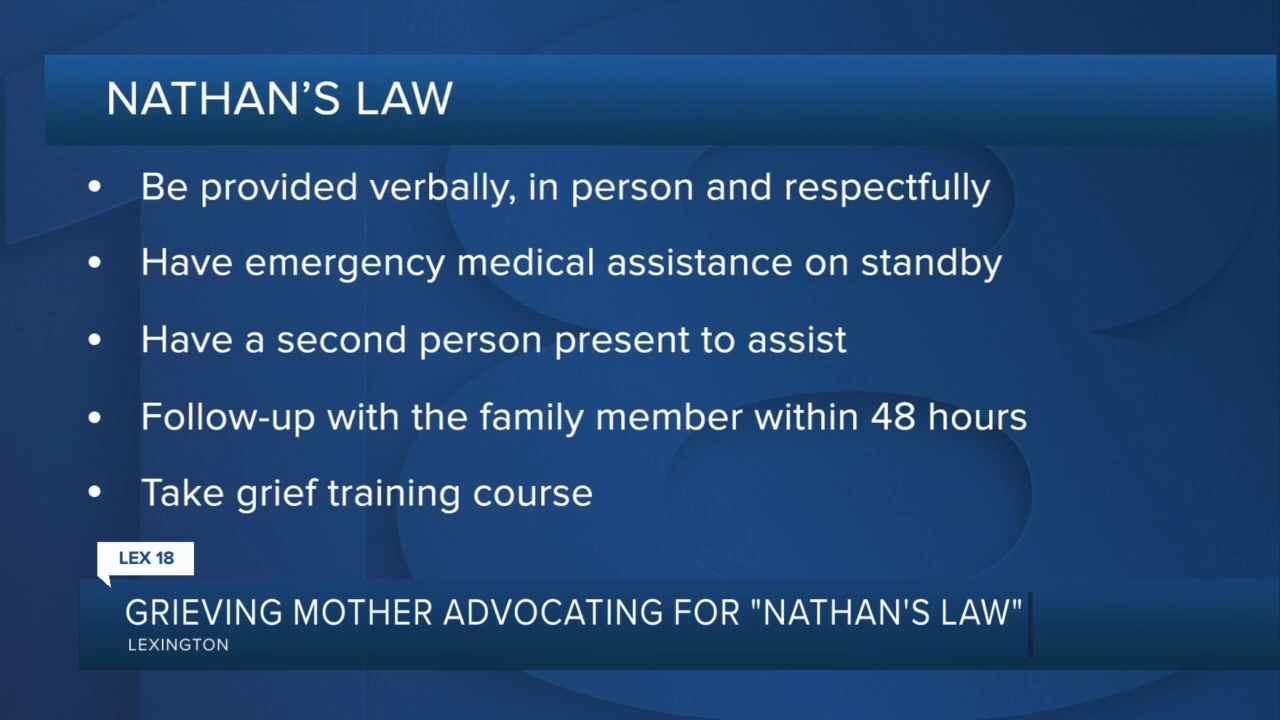 NATHAN’S LAW
• Be provided verbally, in person and respectfully
• Have emergency medical assistance on standby
• Have a second person present to assist
• Follow-up with the family member within 48 hours
• Take grief training course
LEX 18
GRIEVING MOTHER ADVOCATING FOR "NATHAN'S LAW"
LEXINGTON